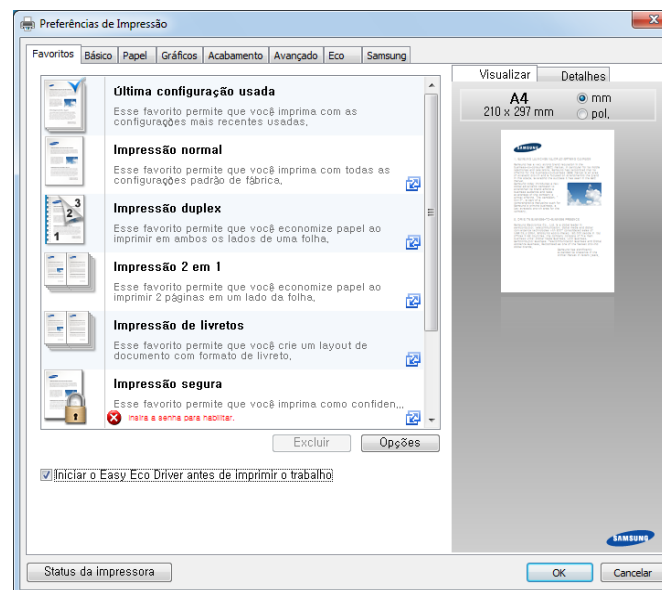 Preferências de Impressão
Favoritos Básico Papel Gráficos Acabamento Avançado Eco Samsung
Última configuração usada
Esse favorito permite que você imprima com as
configurações mais recentes usadas.
Impressão normal
Esse favorito permite que você imprima com todas as
configurações padrão de fábrica.
Impressão duplex
Esse favorito permite que você economize papel ao
imprimir em ambos os lados de uma folha.
Impressão 2 em 1
Esse favorito permite que você economize papel ao
imprimir 2 páginas em um lado da folha.
Impressão de livretos
Esse favorito permite que você crie um layout de
documento com formato de livreto.
Impressão segura
Esse favorito permite que você imprima como confiden...
Insira a senha para habilitar.
Excluir Opções
Iniciar o Easy Eco Driver antes de imprimir o trabalho
Visualizar Detalhes
A4
210 x 297 mm
mm
pol.
SAMSUNG
SAMSUNG
Status da impressora
OK Cancelar
1
2
3